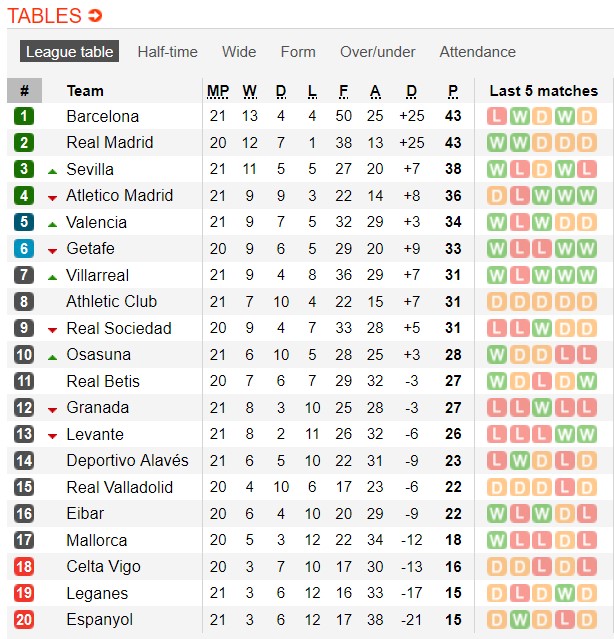 TABLES
League table Half-time Wide Form Over/under Attendance
# Team MP W D L F A D P Last 5 matches
1 Barcelona 21 13 4 4 50 25 +25 43 L W D W D
2 Real Madrid 20 12 7 1 38 13 +25 43 W W D D D
3 Sevilla 21 11 5 5 27 20 +7 38 W L D W L
4 Atletico Madrid 21 9 9 3 22 14 +8 36 D L W W W
5 Valencia 21 9 7 5 32 29 +3 34 W L W D D
6 Getafe 20 9 6 5 29 20 +9 33 W L L W W
7 Villarreal 21 9 4 8 36 29 +7 31 W L W W W
8 Athletic Club 21 7 10 4 22 15 +7 31 D D D D D
9 Real Sociedad 20 9 4 7 33 28 +5 31 L L W D D
10 Osasuna 21 6 10 5 28 25 +3 28 W D D L L
11 Real Betis 20 7 6 7 29 32 -3 27 W D L D W
12 Granada 21 8 3 10 25 28 -3 27 L L W L L
13 Levante 21 8 2 11 26 32 -6 26 L L L W W
14 Deportivo Alavés 21 6 5 10 22 31 -9 23 L W D L D
15 Real Valladolid 20 4 10 6 17 23 -6 22 D D D L D
16 Eibar 20 6 4 10 20 29 -9 22 W L W D L
17 Mallorca 20 5 3 12 22 34 -12 18 W L L D L
18 Celta Vigo 20 3 7 10 17 30 -13 16 D D L D L
19 Leganes 21 3 6 12 16 33 -17 15 D L D W D
20 Espanyol 21 3 6 12 17 38 -21 15 D W D L D